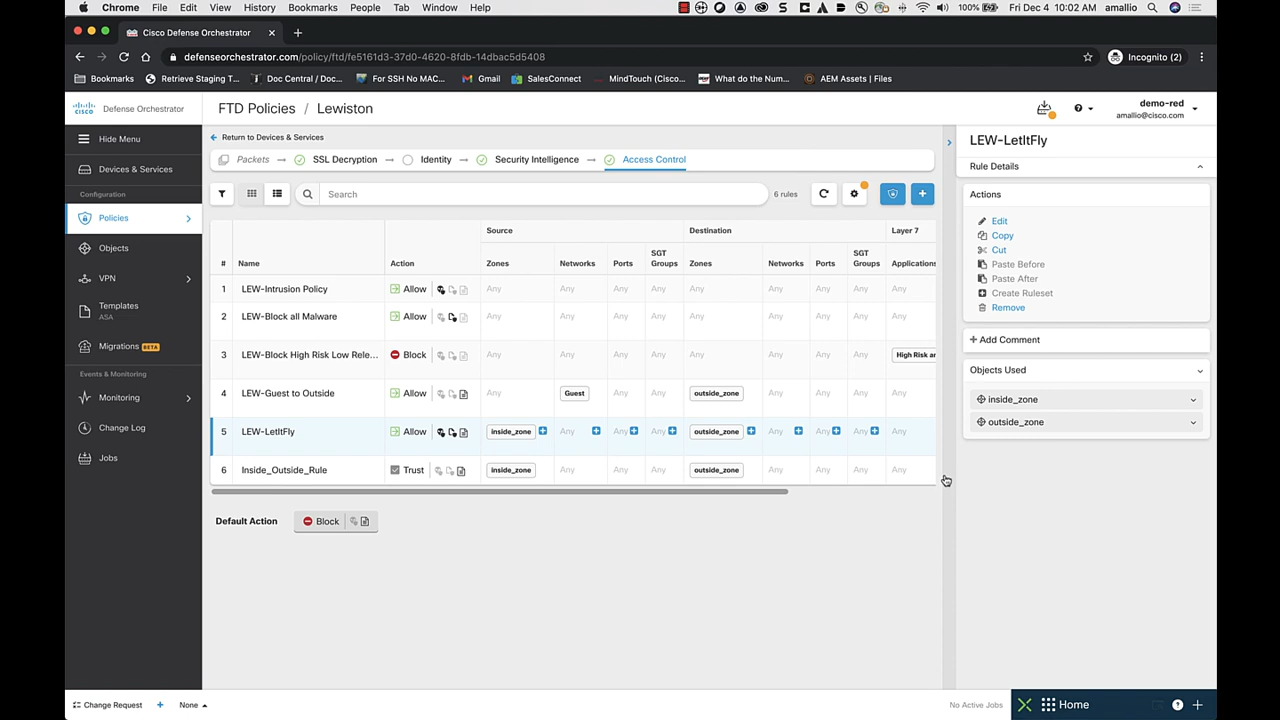 Chrome File Edit View History Bookmarks People Tab Window Help 100% Fri Dec 4 10:02 AM amallio
Cisco Defense Orchestrator
defenseorchestrator.com/policy/ftd/fe5161d3-37d0-4620-8fdb-14dbac5d5408 Incognito (2)
Bookmarks Retrieve Staging T... Doc Central / Doc... For SSH No MAC... Gmail SalesConnect MindTouch (Cisco... What do the Num... AEM Assets | Files
CISCO Defense Orchestrator FTD Policies / Lewiston demo-red
amallio@cisco.com
Hide Menu
Devices & Services
Configuration
Policies
Objects
VPN
Templates
ASA
Migrations BETA
Events & Monitoring
Monitoring
Change Log
Jobs
Return to Devices & Services
Packets → SSL Decryption → Identity → Security Intelligence → Access Control
Search 6 rules
Source Destination Layer 7
# Name Action Zones Networks Ports SGT Groups Zones Networks Ports SGT Groups Applications
1 LEW-Intrusion Policy Allow Any Any Any Any Any Any Any Any Any
2 LEW-Block all Malware Allow Any Any Any Any Any Any Any Any Any
3 LEW-Block High Risk Low Rele... Block Any Any Any Any Any Any Any Any High Risk ar
4 LEW-Guest to Outside Allow Any Guest Any Any outside_zone Any Any Any Any
5 LEW-LetItFly Allow inside_zone Any Any Any outside_zone Any Any Any Any
6 Inside_Outside_Rule Trust inside_zone Any Any Any outside_zone Any Any Any Any
Default Action Block
LEW-LetItFly
Rule Details
Actions
Edit
Copy
Cut
Paste Before
Paste After
Create Ruleset
Remove
Add Comment
Objects Used
inside_zone
outside_zone
Change Request + None No Active Jobs Home